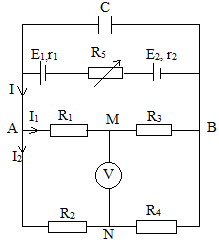 C
E₁,r₁ R₅ E₂, r₂
I
I₁ R₁ M R₃
A B
I₂
V
R₂ R₄
N